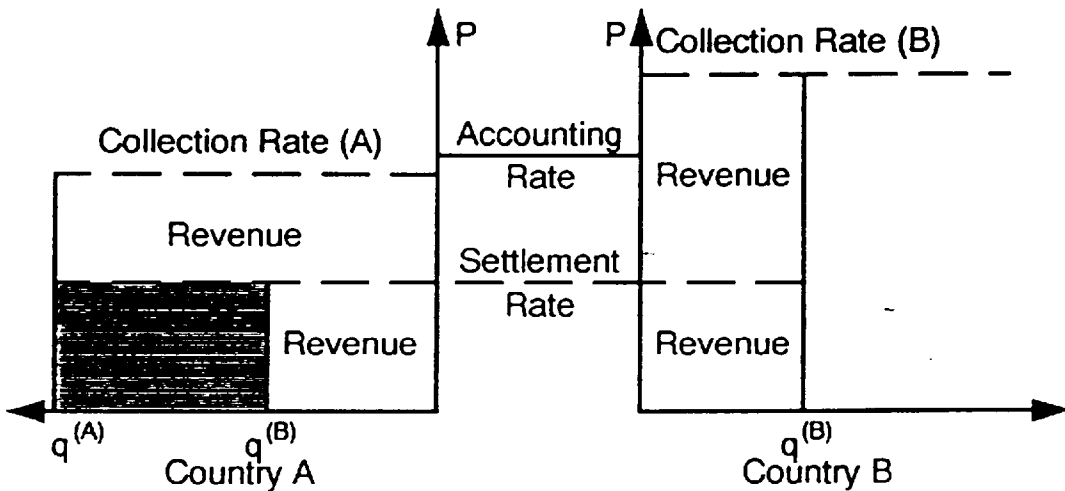 P
P
Collection Rate (B)
Collection Rate (A)
Accounting
Rate
Revenue
Revenue
Settlement
Rate
Revenue
Revenue
q(A)
q(B)
q(B)
Country A
Country B